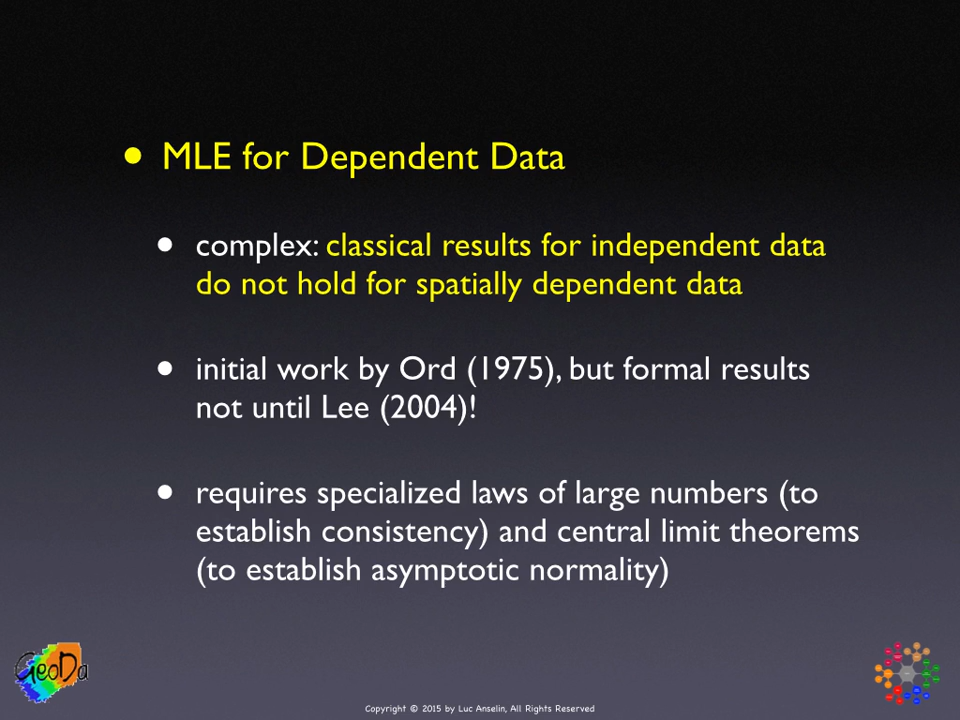 • MLE for Dependent Data
• complex: classical results for independent data
do not hold for spatially dependent data
• initial work by Ord (1975), but formal results
not until Lee (2004)!
• requires specialized laws of large numbers (to
establish consistency) and central limit theorems
(to establish asymptotic normality)
GeoDa
Copyright © 2015 by Luc Anselin, All Rights Reserved